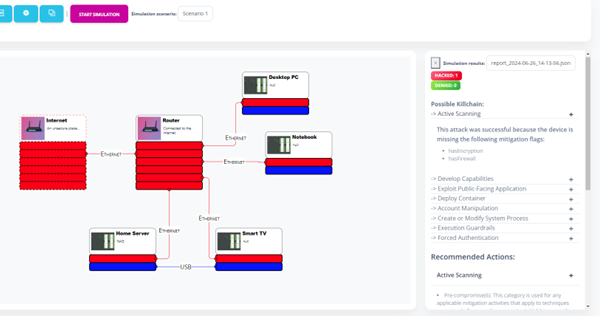 START SIMULATION
Simulation scenario:
Scenario 1
Simulation results:
report_2024-06-26_14-13-56.json
HACKED: 1
DENIED: 0
Possible Killchain:
-> Active Scanning +
This attack was successful because the device is
missing the following mitigation flags:
hasEncryption
hasFirewall
-> Develop Capabilities +
-> Exploit Public-Facing Application +
-> Deploy Container +
-> Account Manipulation +
-> Create or Modify System Process +
-> Execution Guardrails +
-> Forced Authentication +
Recommended Actions:
Active Scanning +
Pre-compromise(s): This category is used for any
applicable mitigation activities that apply to techniques
Desktop PC
null
Internet
An unsecure place...
Router
Connected to the
internet
ETHERNET
Notebook
null
ETHERNET
ETHERNET
ETHERNET
ETHERNET
Home Server
NAS
Smart TV
null
USB